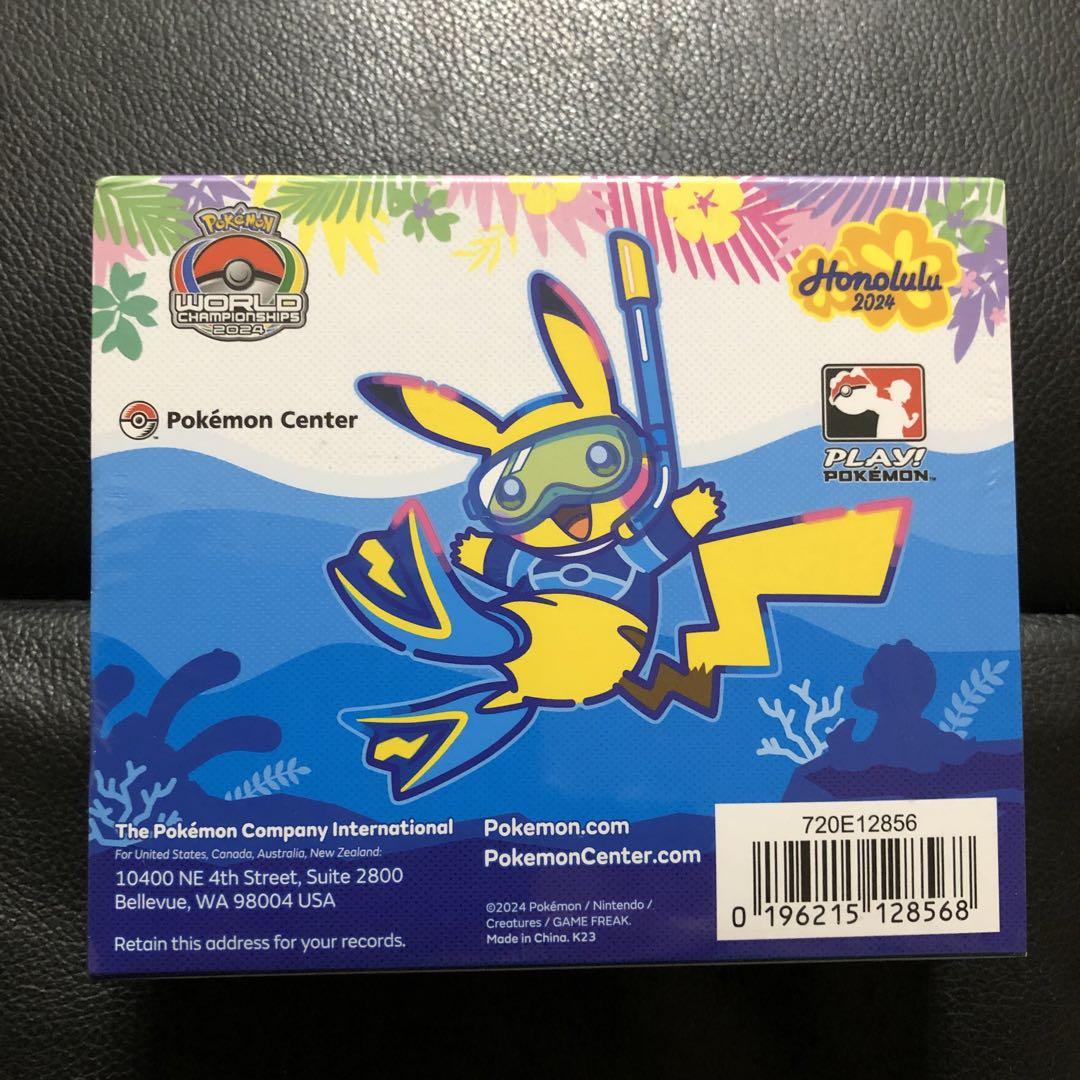 Pokémon
WORLD
CHAMPIONSHIPS
2024
Honolulu
2024
Pokémon Center
PLAY!
POKÉMON™
The Pokémon Company International
For United States, Canada, Australia, New Zealand:
10400 NE 4th Street, Suite 2800
Bellevue, WA 98004 USA
Retain this address for your records.
Pokemon.com
PokemonCenter.com
©2024 Pokémon / Nintendo /
Creatures / GAME FREAK.
Made in China. K23
720E12856
0 196215 128568